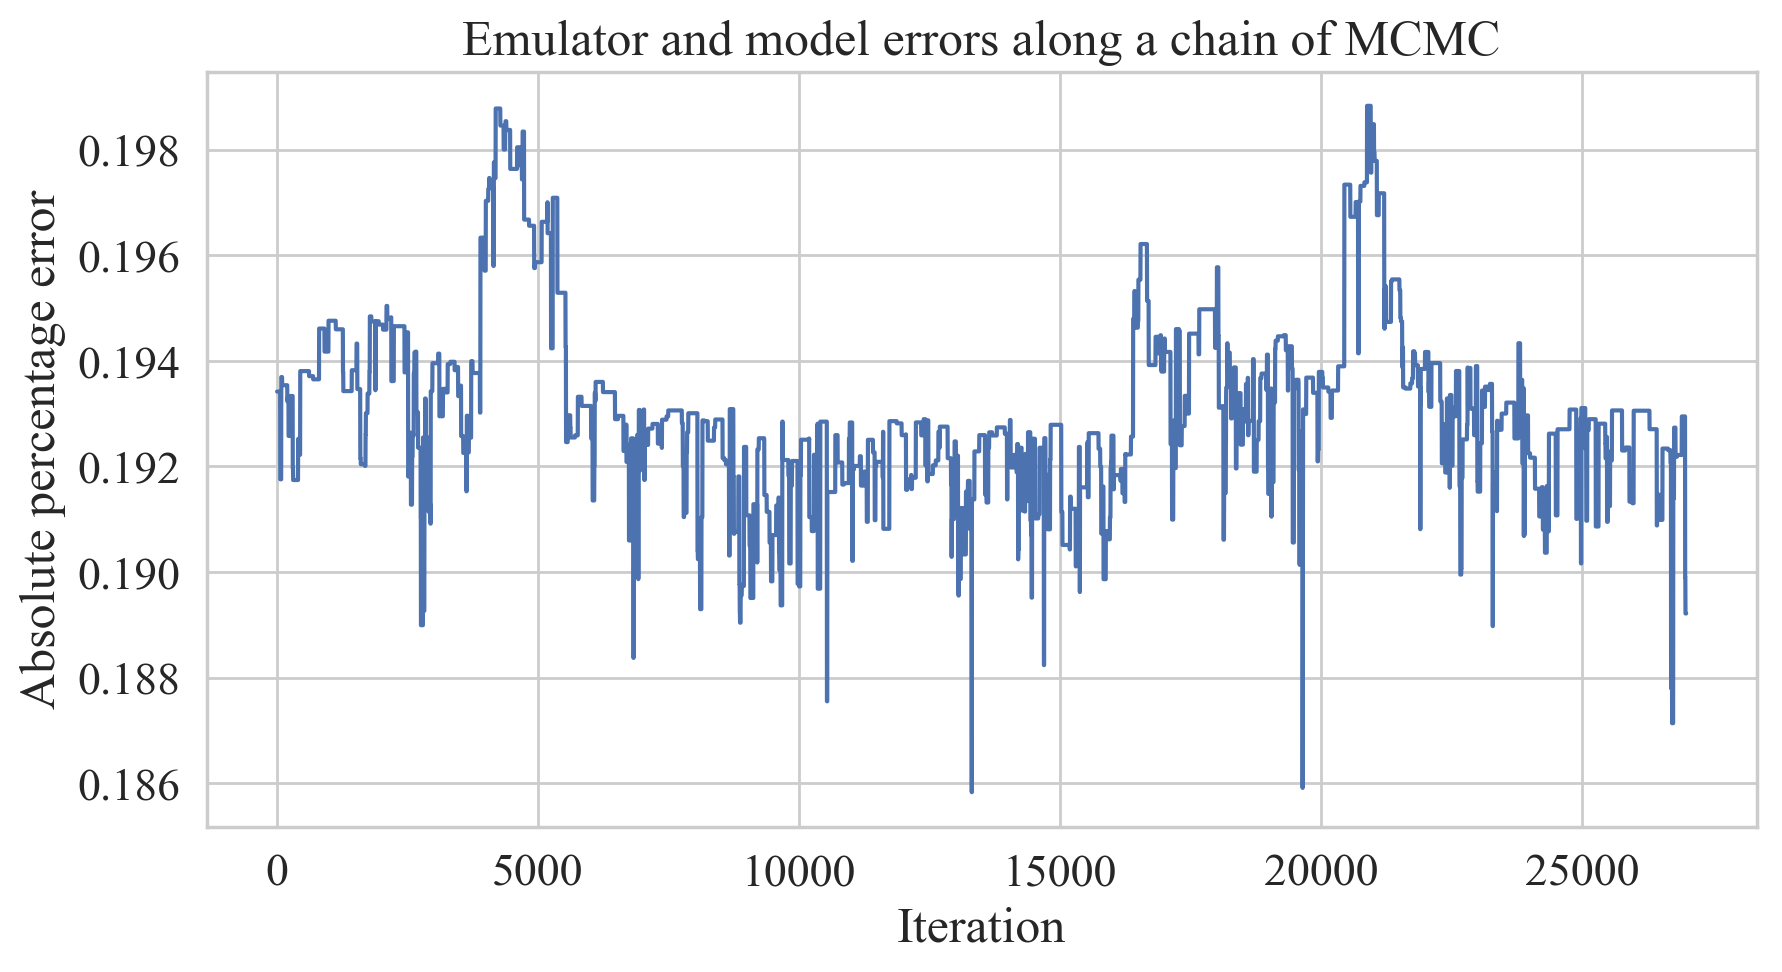 Emulator and model errors along a chain of MCMC
Absolute percentage error
0.198
0.196
0.194
0.192
0.190
0.188
0.186
0 5000 10000 15000 20000 25000
Iteration